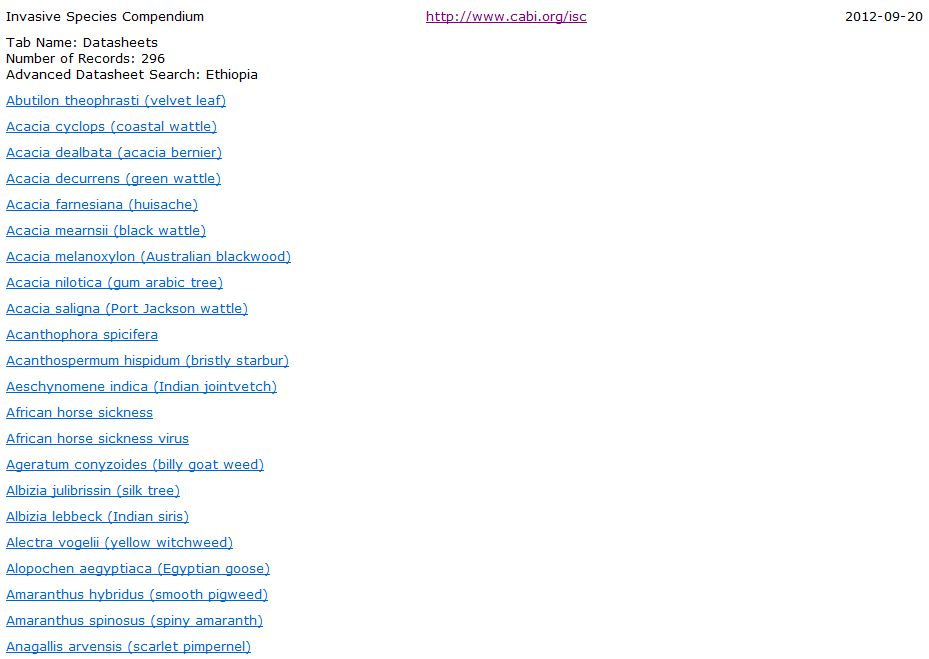 Invasive Species Compendium http://www.cabi.org/isc 2012-09-20
Tab Name: Datasheets
Number of Records: 296
Advanced Datasheet Search: Ethiopia
Abutilon theophrasti (velvet leaf)
Acacia cyclops (coastal wattle)
Acacia dealbata (acacia bernier)
Acacia decurrens (green wattle)
Acacia farnesiana (huisache)
Acacia mearnsii (black wattle)
Acacia melanoxylon (Australian blackwood)
Acacia nilotica (gum arabic tree)
Acacia saligna (Port Jackson wattle)
Acanthophora spicifera
Acanthospermum hispidum (bristly starbur)
Aeschynomene indica (Indian jointvetch)
African horse sickness
African horse sickness virus
Ageratum conyzoides (billy goat weed)
Albizia julibrissin (silk tree)
Albizia lebbeck (Indian siris)
Alectra vogelii (yellow witchweed)
Alopochen aegyptiaca (Egyptian goose)
Amaranthus hybridus (smooth pigweed)
Amaranthus spinosus (spiny amaranth)
Anagallis arvensis (scarlet pimpernel)